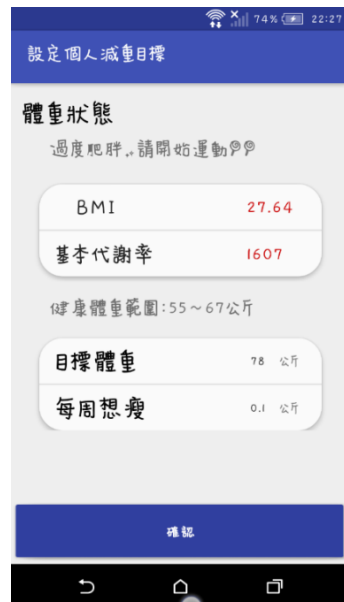 74% 22:27
設定個人減重目標
體重狀態
過度肥胖,,請開始運動
BMI 27.64
基本代謝率 1607
健康體重範圍:55~67公斤
目標體重 78 公斤
每周想瘦 0.1 公斤
確認